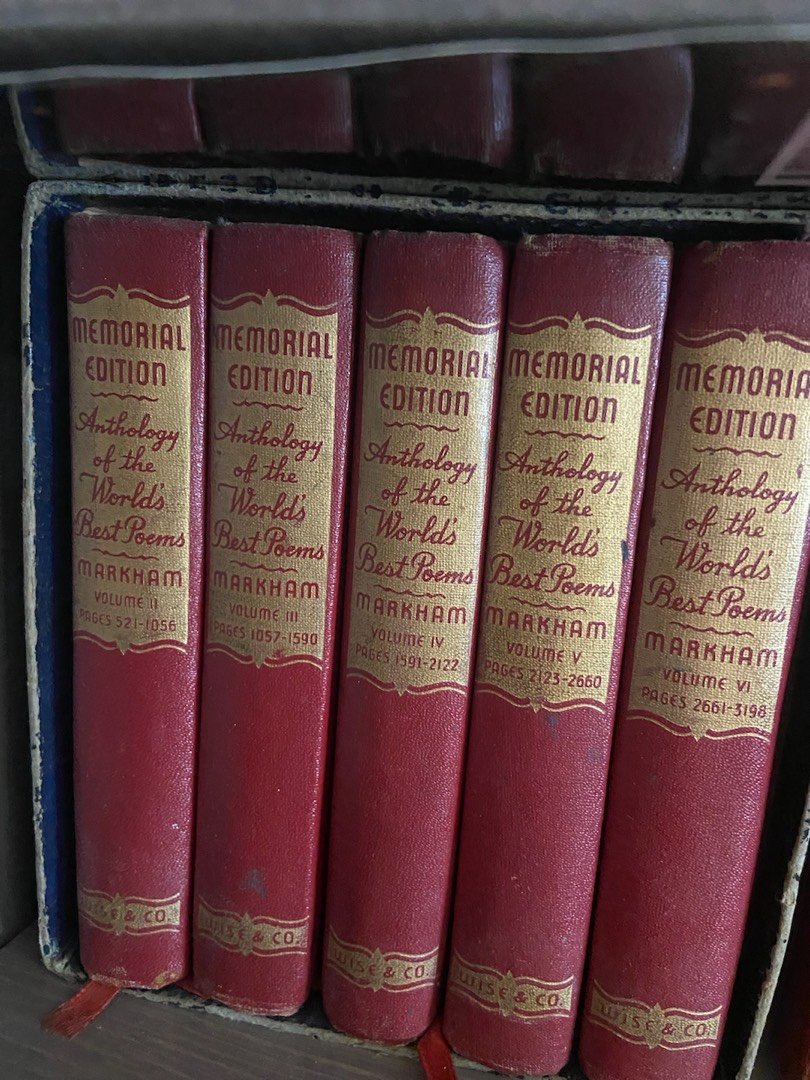 MEMORIAL
EDITION
Anthology
of the
World's
Best Poems
MARKHAM
VOLUME II
PAGES 521-1056
WISE & CO.
MEMORIAL
EDITION
Anthology
of the
World's
Best Poems
MARKHAM
VOLUME III
PAGES 1057-1590
WISE & CO.
MEMORIAL
EDITION
Anthology
of the
World's
Best Poems
MARKHAM
VOLUME IV
PAGES 1591-2122
WISE & CO.
MEMORIAL
EDITION
Anthology
of the
World's
Best Poems
MARKHAM
VOLUME V
PAGES 2123-2660
WISE & CO.
MEMORIA
EDITION
Anthology
of the
World's
Best Poems
MARKHAM
VOLUME VI
PAGES 2661-3198
WISE & CO.